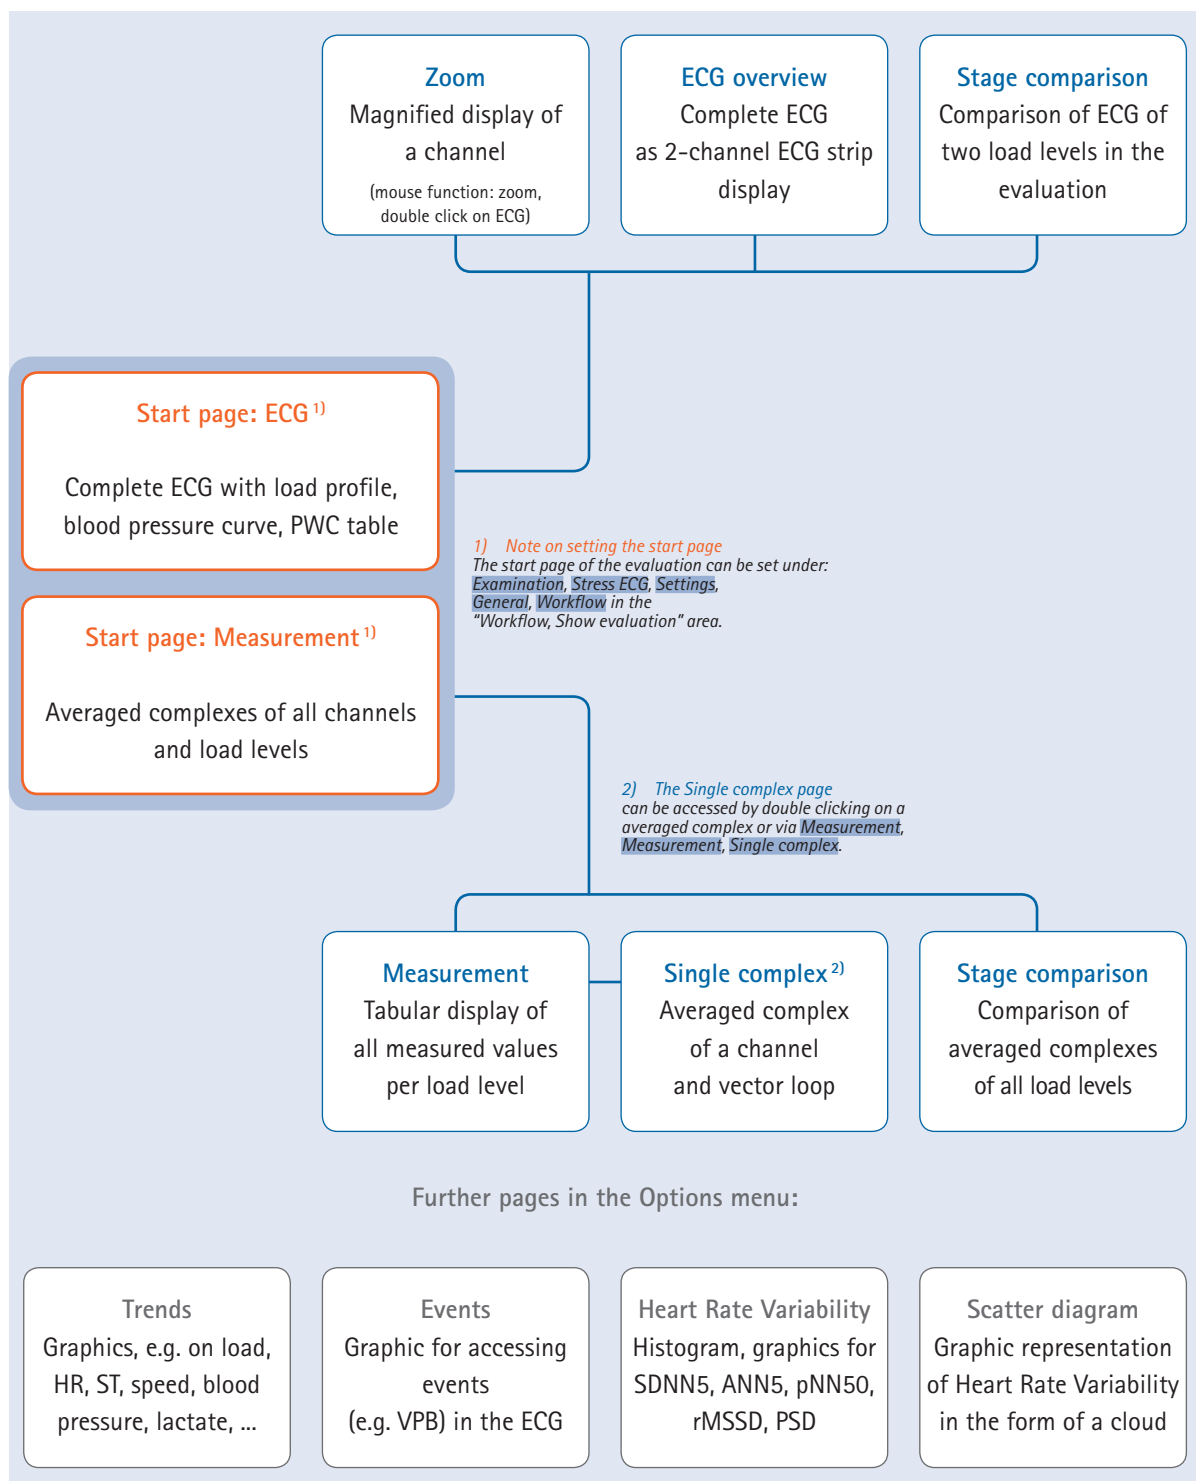 Zoom
Magnified display of
a channel
(mouse function: zoom,
double click on ECG)
ECG overview
Complete ECG
as 2-channel ECG strip
display
Stage comparison
Comparison of ECG of
two load levels in the
evaluation
Start page: ECG 1)
Complete ECG with load profile,
blood pressure curve, PWC table
1) Note on setting the start page
The start page of the evaluation can be set under:
Examination, Stress ECG, Settings,
General, Workflow in the
“Workflow, Show evaluation” area.
Start page: Measurement 1)
Averaged complexes of all channels
and load levels
2) The Single complex page
can be accessed by double clicking on a
averaged complex or via Measurement,
Measurement, Single complex.
Measurement
Tabular display of
all measured values
per load level
Single complex 2)
Averaged complex
of a channel
and vector loop
Stage comparison
Comparison of
averaged complexes
of all load levels
Further pages in the Options menu:
Trends
Graphics, e.g. on load,
HR, ST, speed, blood
pressure, lactate, ...
Events
Graphic for accessing
events
(e.g. VPB) in the ECG
Heart Rate Variability
Histogram, graphics for
SDNN5, ANN5, pNN50,
rMSSD, PSD
Scatter diagram
Graphic representation
of Heart Rate Variability
in the form of a cloud